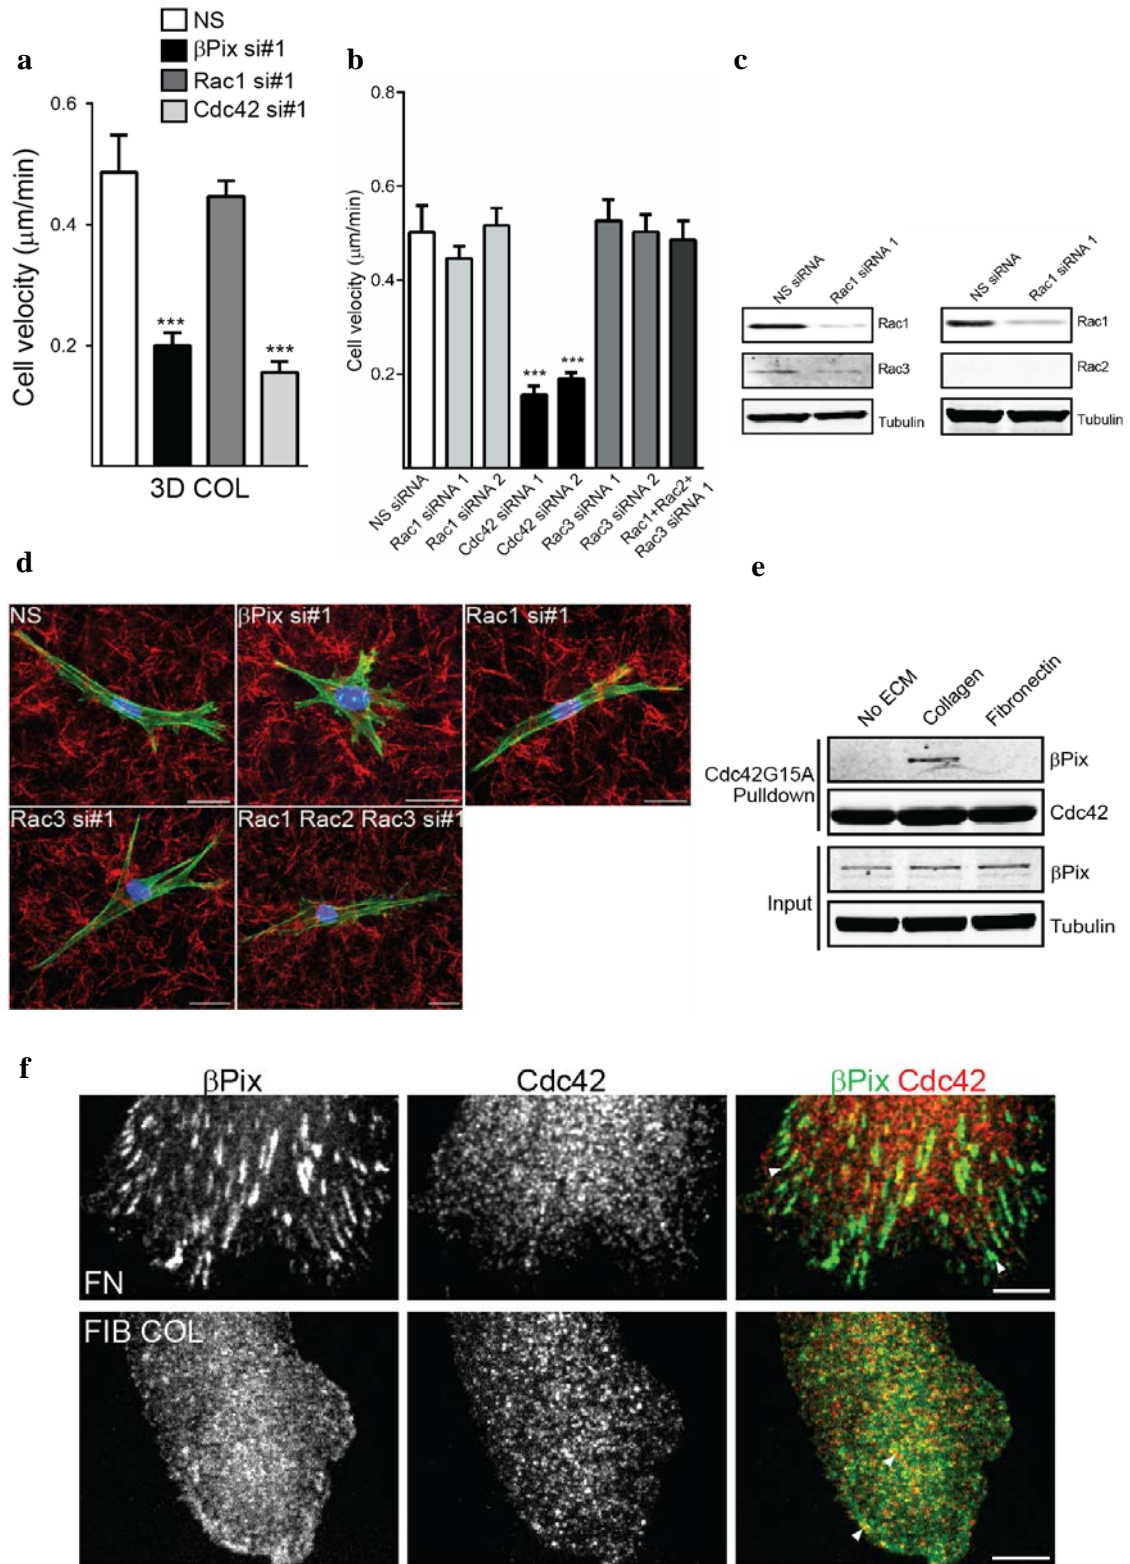 a
NS
βPix si#1
Rac1 si#1
Cdc42 si#1
Cell velocity (μm/min)
0.6
0.4
0.2
***
***
3D COL
b
Cell velocity (μm/min)
0.8
0.6
0.4
0.2
***
***
NS siRNA
Rac1 siRNA 1
Rac1 siRNA 2
Cdc42 siRNA 1
Cdc42 siRNA 2
Rac3 siRNA 1
Rac3 siRNA 2
Rac1+Rac2+
Rac3 siRNA 1
c
NS siRNA
Rac1 siRNA 1
Rac1
Rac3
Tubulin
NS siRNA
Rac1 siRNA 1
Rac1
Rac2
Tubulin
d
NS
βPix si#1
Rac1 si#1
Rac3 si#1
Rac1 Rac2 Rac3 si#1
e
No ECM
Collagen
Fibronectin
Cdc42G15A
Pulldown
βPix
Cdc42
Input
βPix
Tubulin
f
βPix
Cdc42
βPix Cdc42
FN
FIB COL